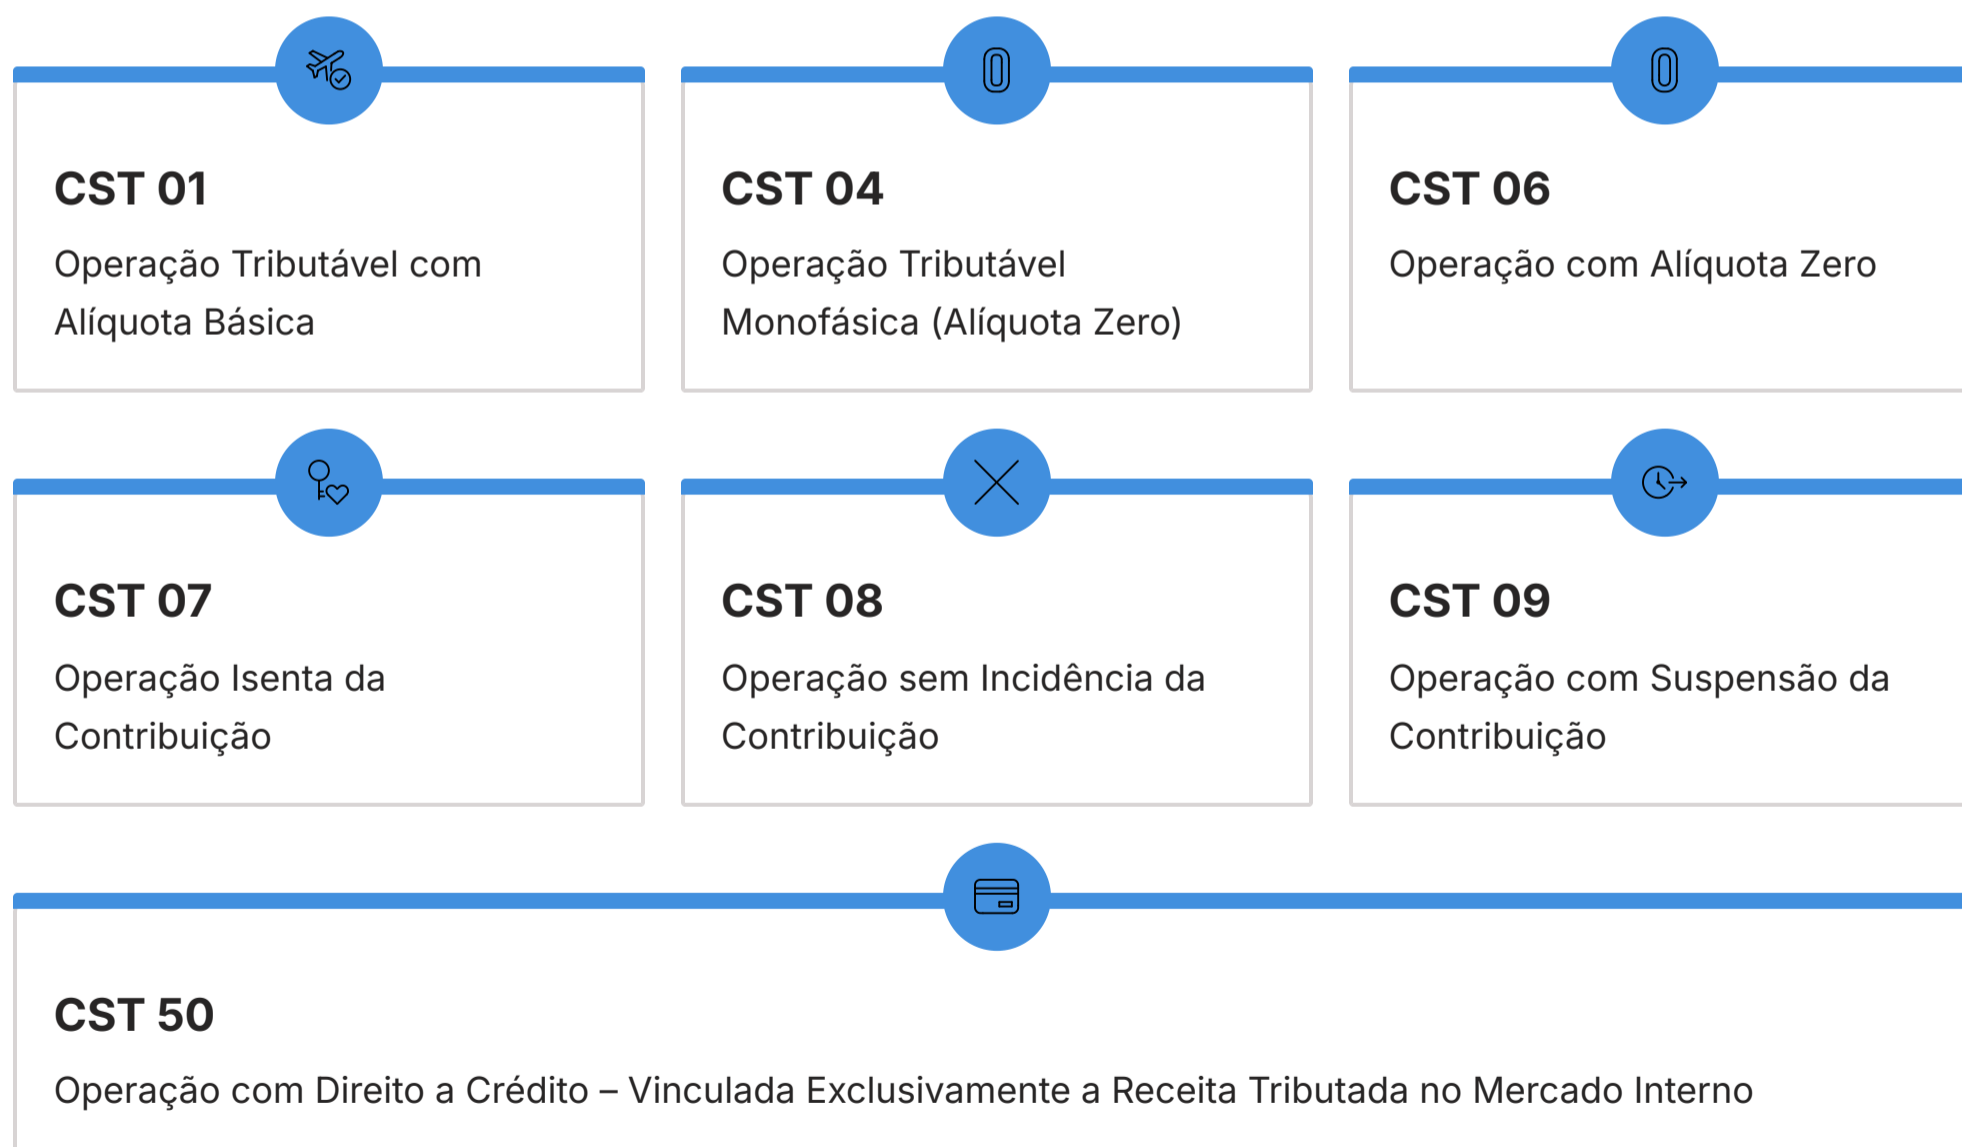 CST 01
Operação Tributável com
Alíquota Básica
CST 04
Operação Tributável
Monofásica (Alíquota Zero)
CST 06
Operação com Alíquota Zero
CST 07
Operação Isenta da
Contribuição
CST 08
Operação sem Incidência da
Contribuição
CST 09
Operação com Suspensão da
Contribuição
CST 50
Operação com Direito a Crédito – Vinculada Exclusivamente a Receita Tributada no Mercado Interno